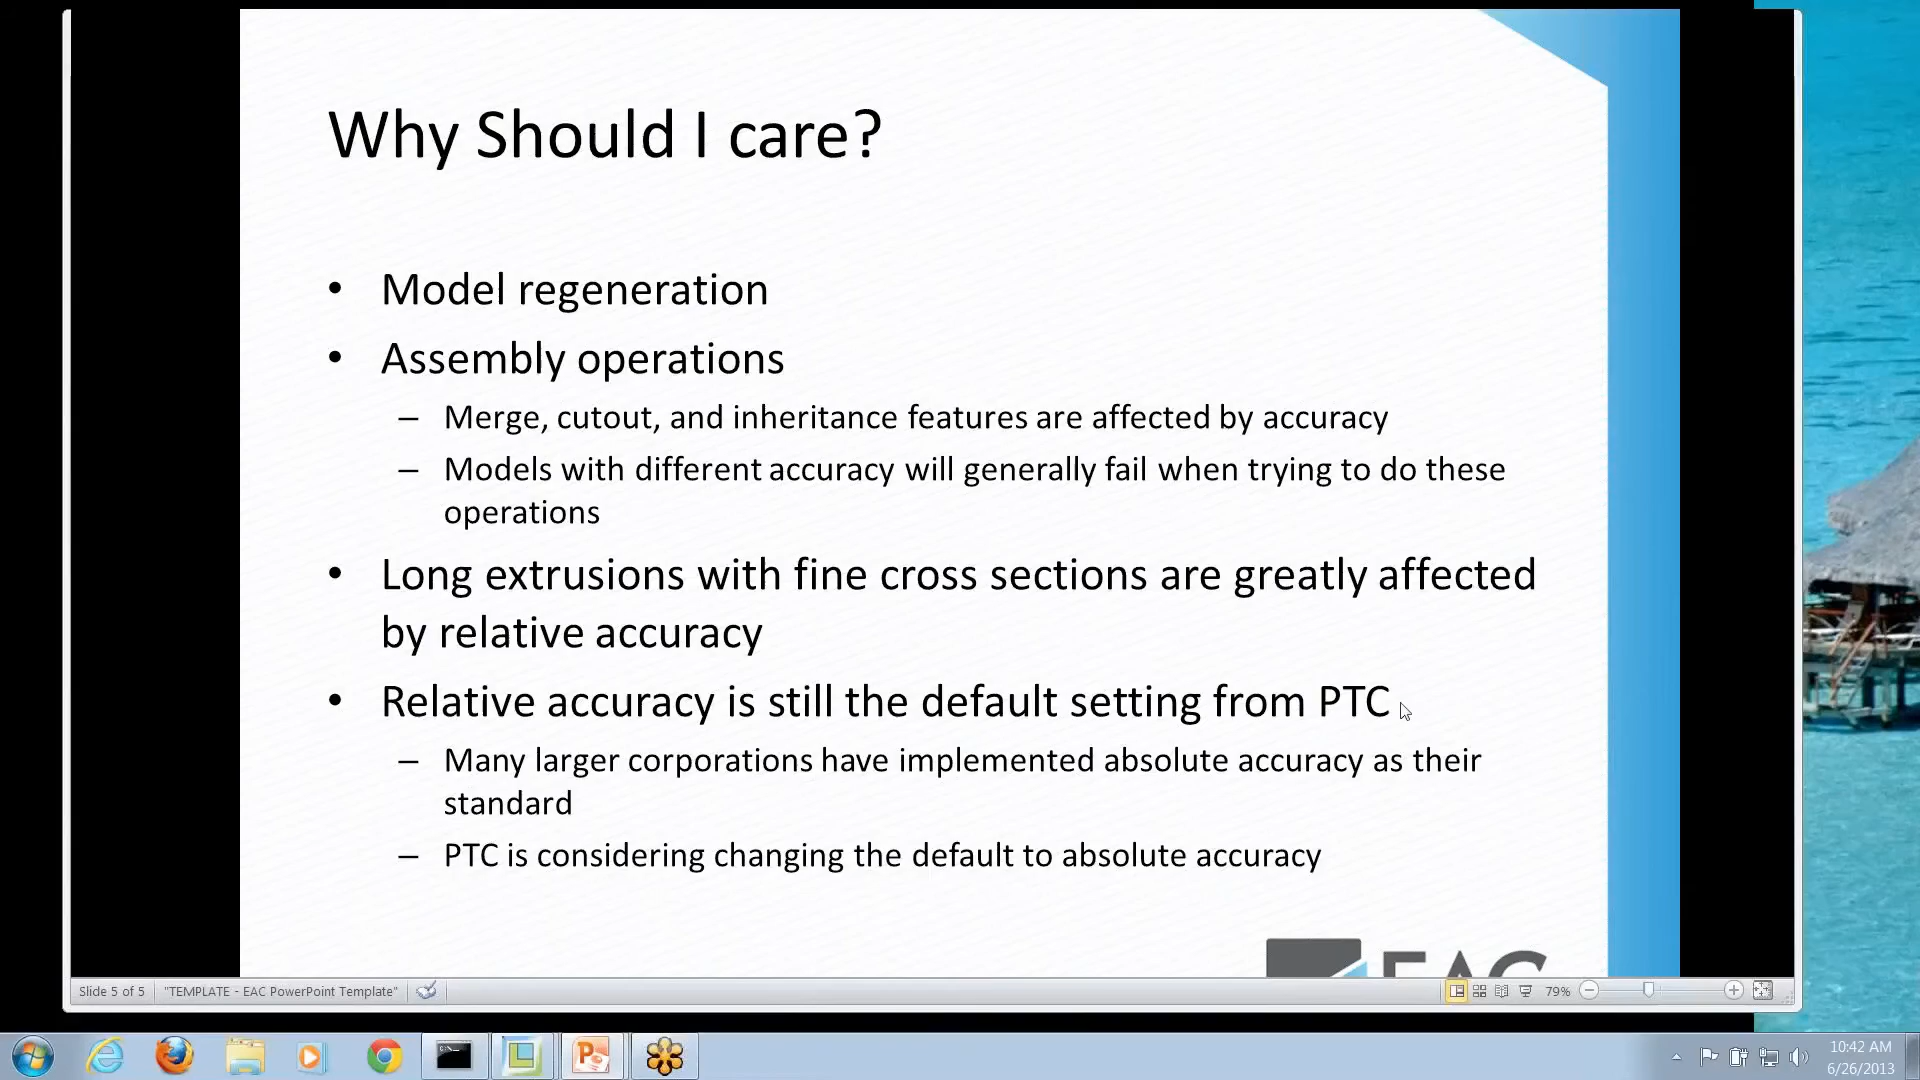 Why Should I care?
• Model regeneration
• Assembly operations
– Merge, cutout, and inheritance features are affected by accuracy
– Models with different accuracy will generally fail when trying to do these
operations
• Long extrusions with fine cross sections are greatly affected
by relative accuracy
• Relative accuracy is still the default setting from PTC
– Many larger corporations have implemented absolute accuracy as their
standard
– PTC is considering changing the default to absolute accuracy
EAC
Slide 5 of 5
"TEMPLATE - EAC PowerPoint Template"
79%
10:42 AM
6/26/2013